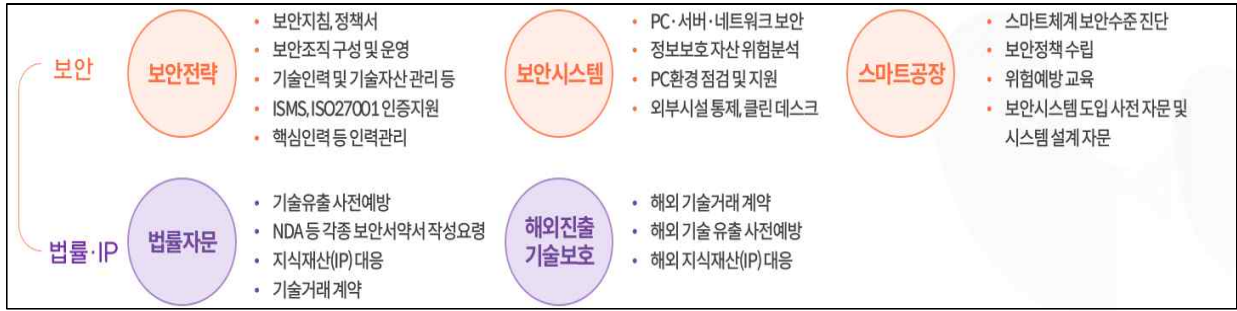 보안
보안전략
• 보안지침, 정책서
• 보안조직 구성 및 운영
• 기술인력 및 기술자산 관리 등
• ISMS, ISO27001 인증지원
• 핵심인력 등 인력관리
보안시스템
• PC·서버·네트워크 보안
• 정보보호 자산 위험분석
• PC환경 점검 및 지원
• 외부시설 통제, 클린 데스크
스마트공장
• 스마트체계 보안수준 진단
• 보안정책 수립
• 위험예방 교육
• 보안시스템 도입 사전 자문 및
시스템 설계 자문
법률·IP
법률자문
• 기술유출 사전예방
• NDA 등 각종 보안서약서 작성요령
• 지식재산(IP) 대응
• 기술거래 계약
해외진출
기술보호
• 해외 기술거래 계약
• 해외 기술 유출 사전예방
• 해외 지식재산(IP) 대응